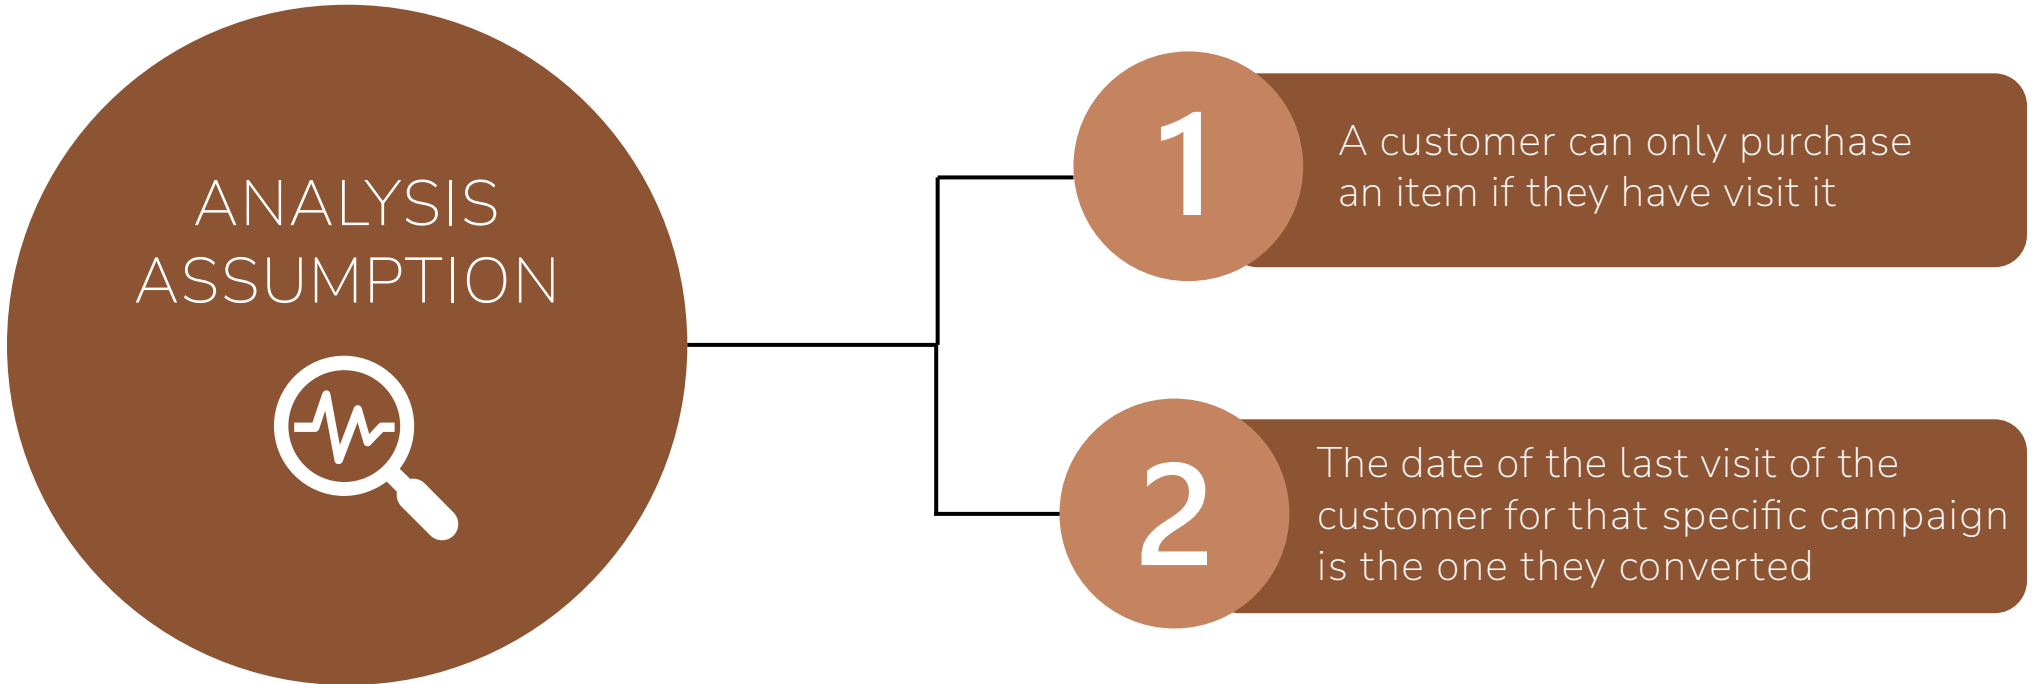 ANALYSIS
ASSUMPTION
1
A customer can only purchase
an item if they have visit it
2
The date of the last visit of the
customer for that specific campaign
is the one they converted